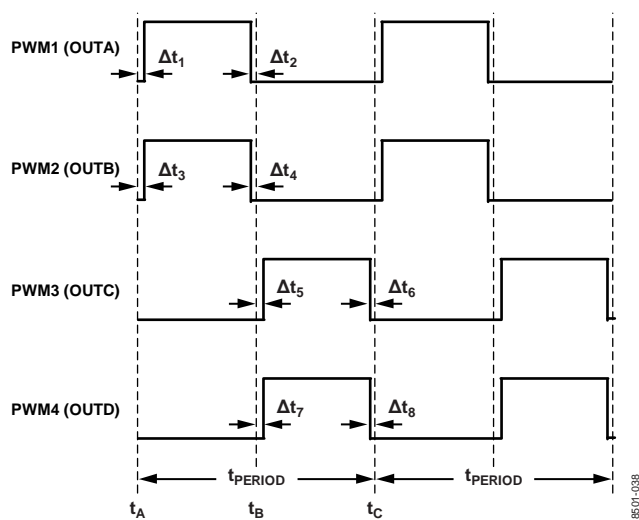 PWM1 (OUTA)
Δt1 Δt2
PWM2 (OUTB)
Δt3 Δt4
PWM3 (OUTC)
Δt5 Δt6
PWM4 (OUTD)
Δt7 Δt8
tPERIOD tPERIOD
tA tB tC
8501-038